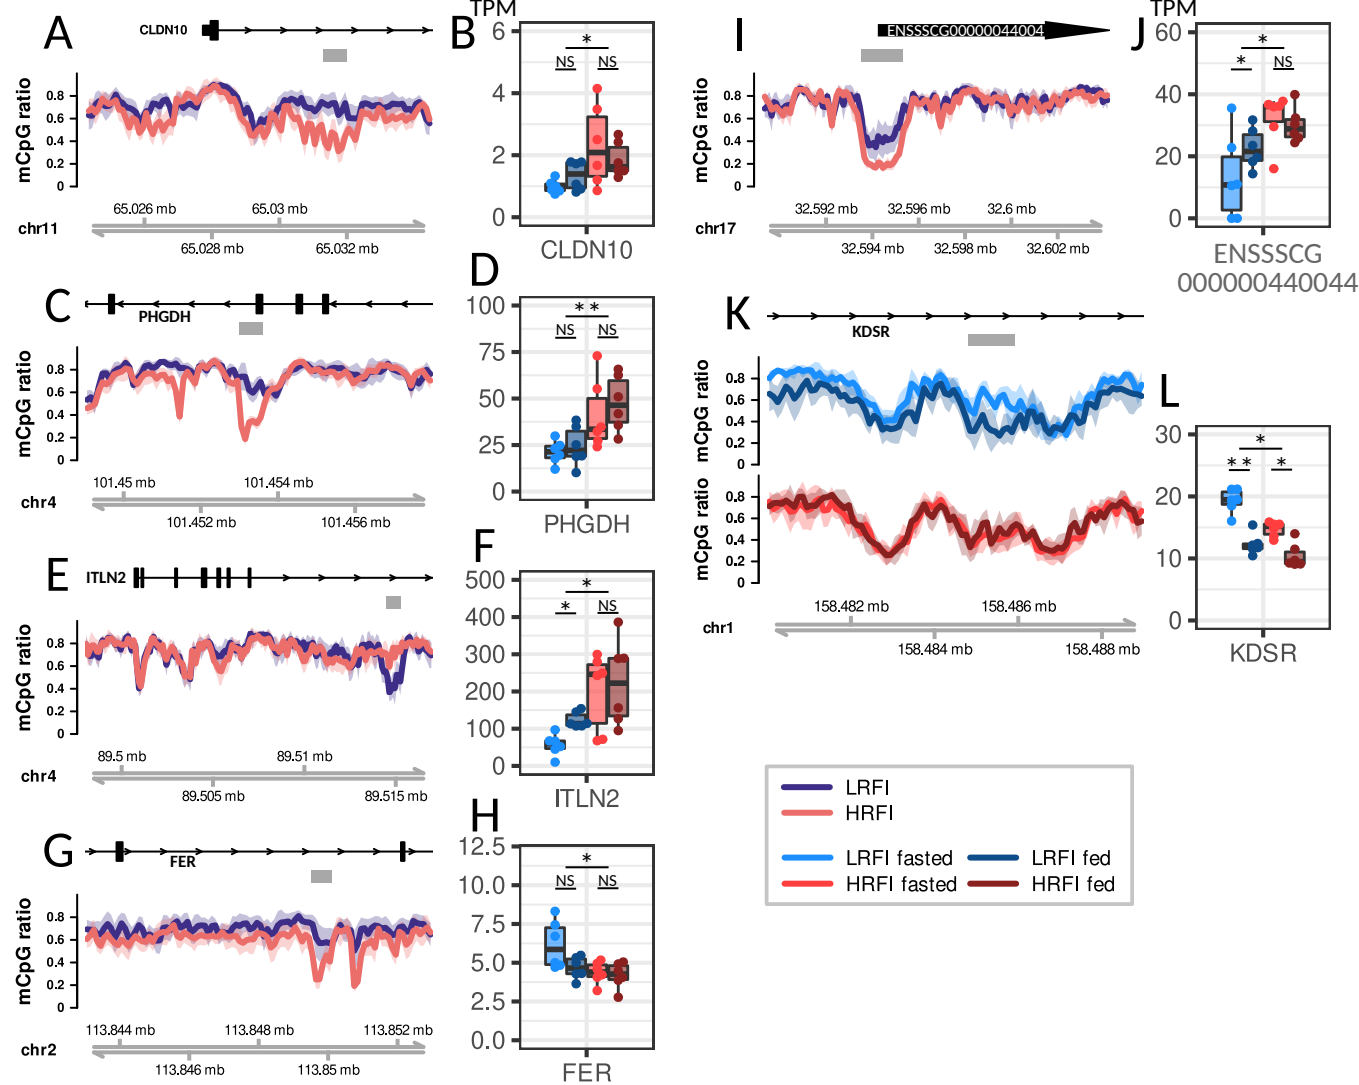 A
CLDN10
mCpG ratio
0.8
0.6
0.4
0.2
0
65.026 mb
65.03 mb
chr11
65.028 mb
65.032 mb
B
TPM
6
4
2
0
*
NS
NS
CLDN10
C
PHGDH
mCpG ratio
0.8
0.6
0.4
0.2
0
101.45 mb
101.454 mb
chr4
101.452 mb
101.456 mb
D
100
75
50
25
0
**
NS
NS
PHGDH
E
ITLN2
mCpG ratio
0.8
0.6
0.4
0.2
0
89.5 mb
89.51 mb
chr4
89.505 mb
89.515 mb
F
500
400
300
200
100
0
*
*
NS
ITLN2
G
FER
mCpG ratio
0.8
0.6
0.4
0.2
0
113.844 mb
113.848 mb
113.852 mb
chr2
113.846 mb
113.85 mb
H
12.5
10.0
7.5
5.0
2.5
0.0
*
NS
NS
FER
I
ENSSSCG00000044004
mCpG ratio
0.8
0.6
0.4
0.2
0
32.592 mb
32.596 mb
32.6 mb
chr17
32.594 mb
32.598 mb
32.602 mb
J
TPM
60
40
20
0
*
*
NS
ENSSSCG
000000440044
K
KDSR
mCpG ratio
0.8
0.6
0.4
0.2
0
mCpG ratio
0.8
0.6
0.4
0.2
0
158.482 mb
158.486 mb
chr1
158.484 mb
158.488 mb
L
30
20
10
0
*
**
*
KDSR
LRFI
HRFI
LRFI fasted
LRFI fed
HRFI fasted
HRFI fed